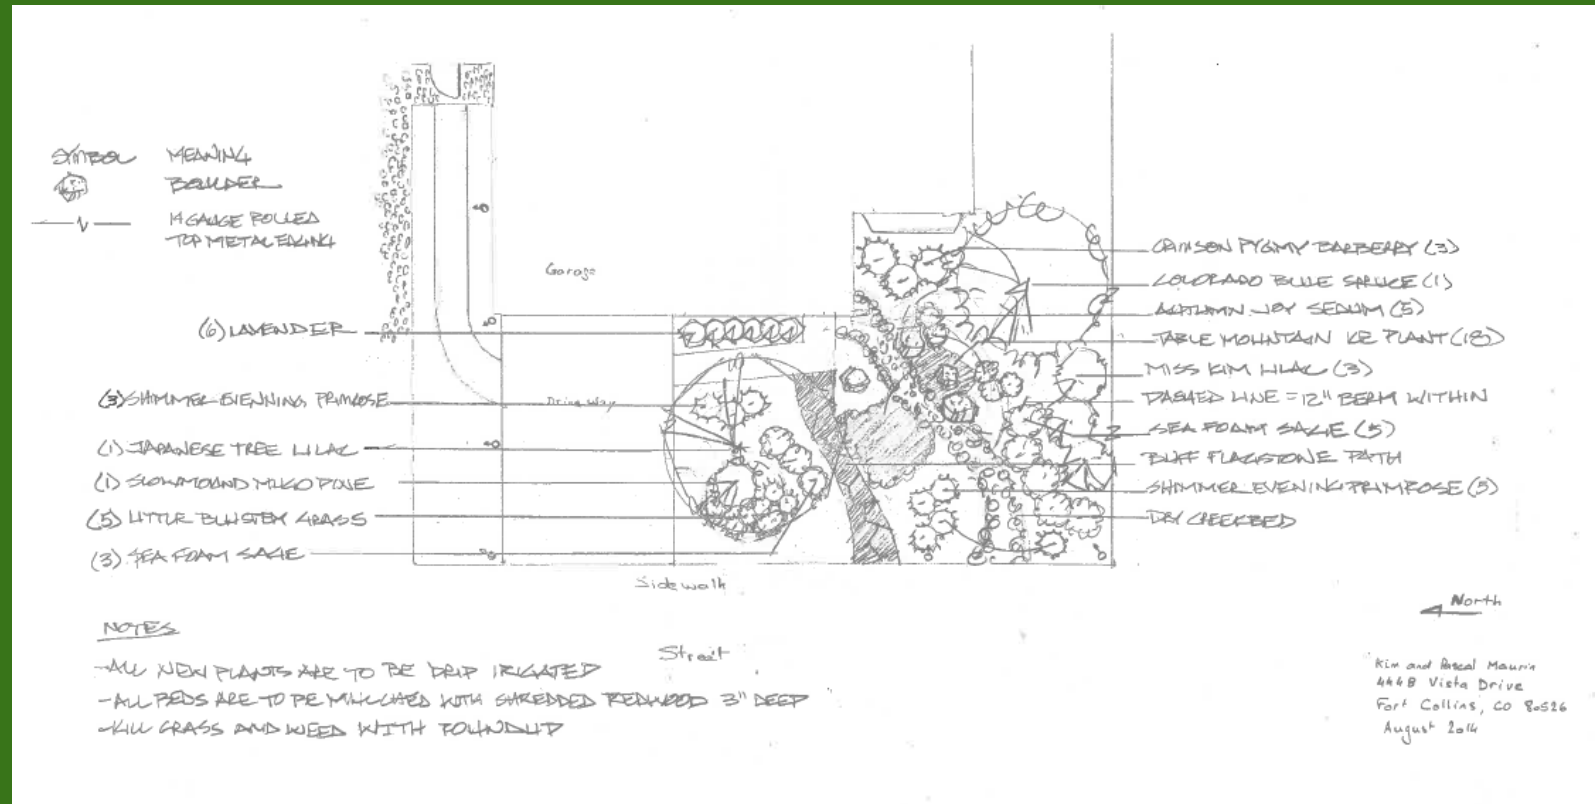 SYMBOL MEANING
BOULDER
14 GAUGE ROLLED
TOP METAL EDGING
Garage
(6) LAVENDER
(3) SHIMMER EVENNING PRIMROSE
Drive Way
(1) JAPANESE TREE LILAC
(1) SLOWMOUND MUGO PINE
(5) LITTLE BLUSTEM GRASS
(3) SEA FOAM SAGE
CRIMSON PYGMY BARBERRY (3)
COLORADO BLUE SPRUCE (1)
AUTUMN JOY SEDUM (5)
TABLE MOUNTAIN ICE PLANT (18)
MISS KIM LILAC (3)
DASHED LINE = 12" BERM WITHIN
SEA FOAM SAGE (5)
BUFF FLAGSTONE PATH
SHIMMER EVENING PRIMROSE (5)
DRY CREEKBED
Sidewalk
Street
North
NOTES
-ALL NEW PLANTS ARE TO BE DRIP IRIGATED
-ALL BEDS ARE TO BE MULCHED WITH SHREDDED REDWOOD 3" DEEP
-KILL GRASS AND WEED WITH ROUNDUP
Kim and Pascal Maurin
4448 Vista Drive
Fort Collins, CO 80526
August 2014